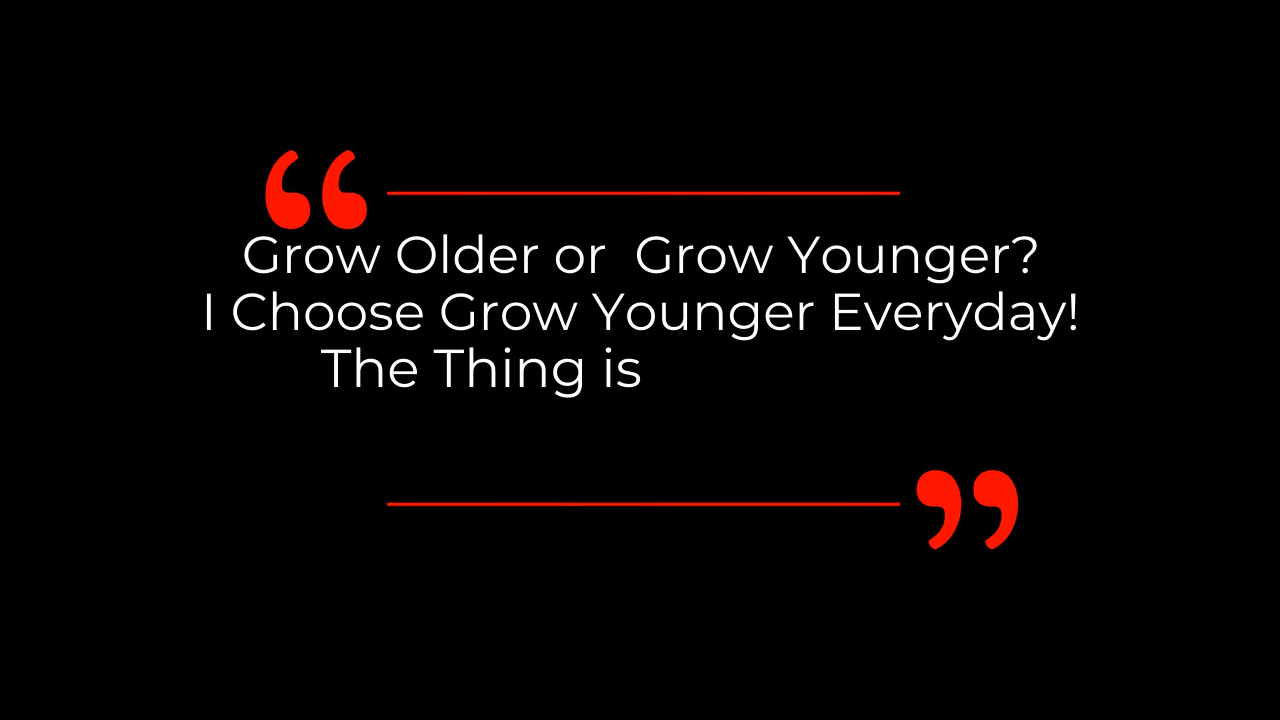 “
Grow Older or  Grow Younger?
I Choose Grow Younger Everyday!
The Thing is
”